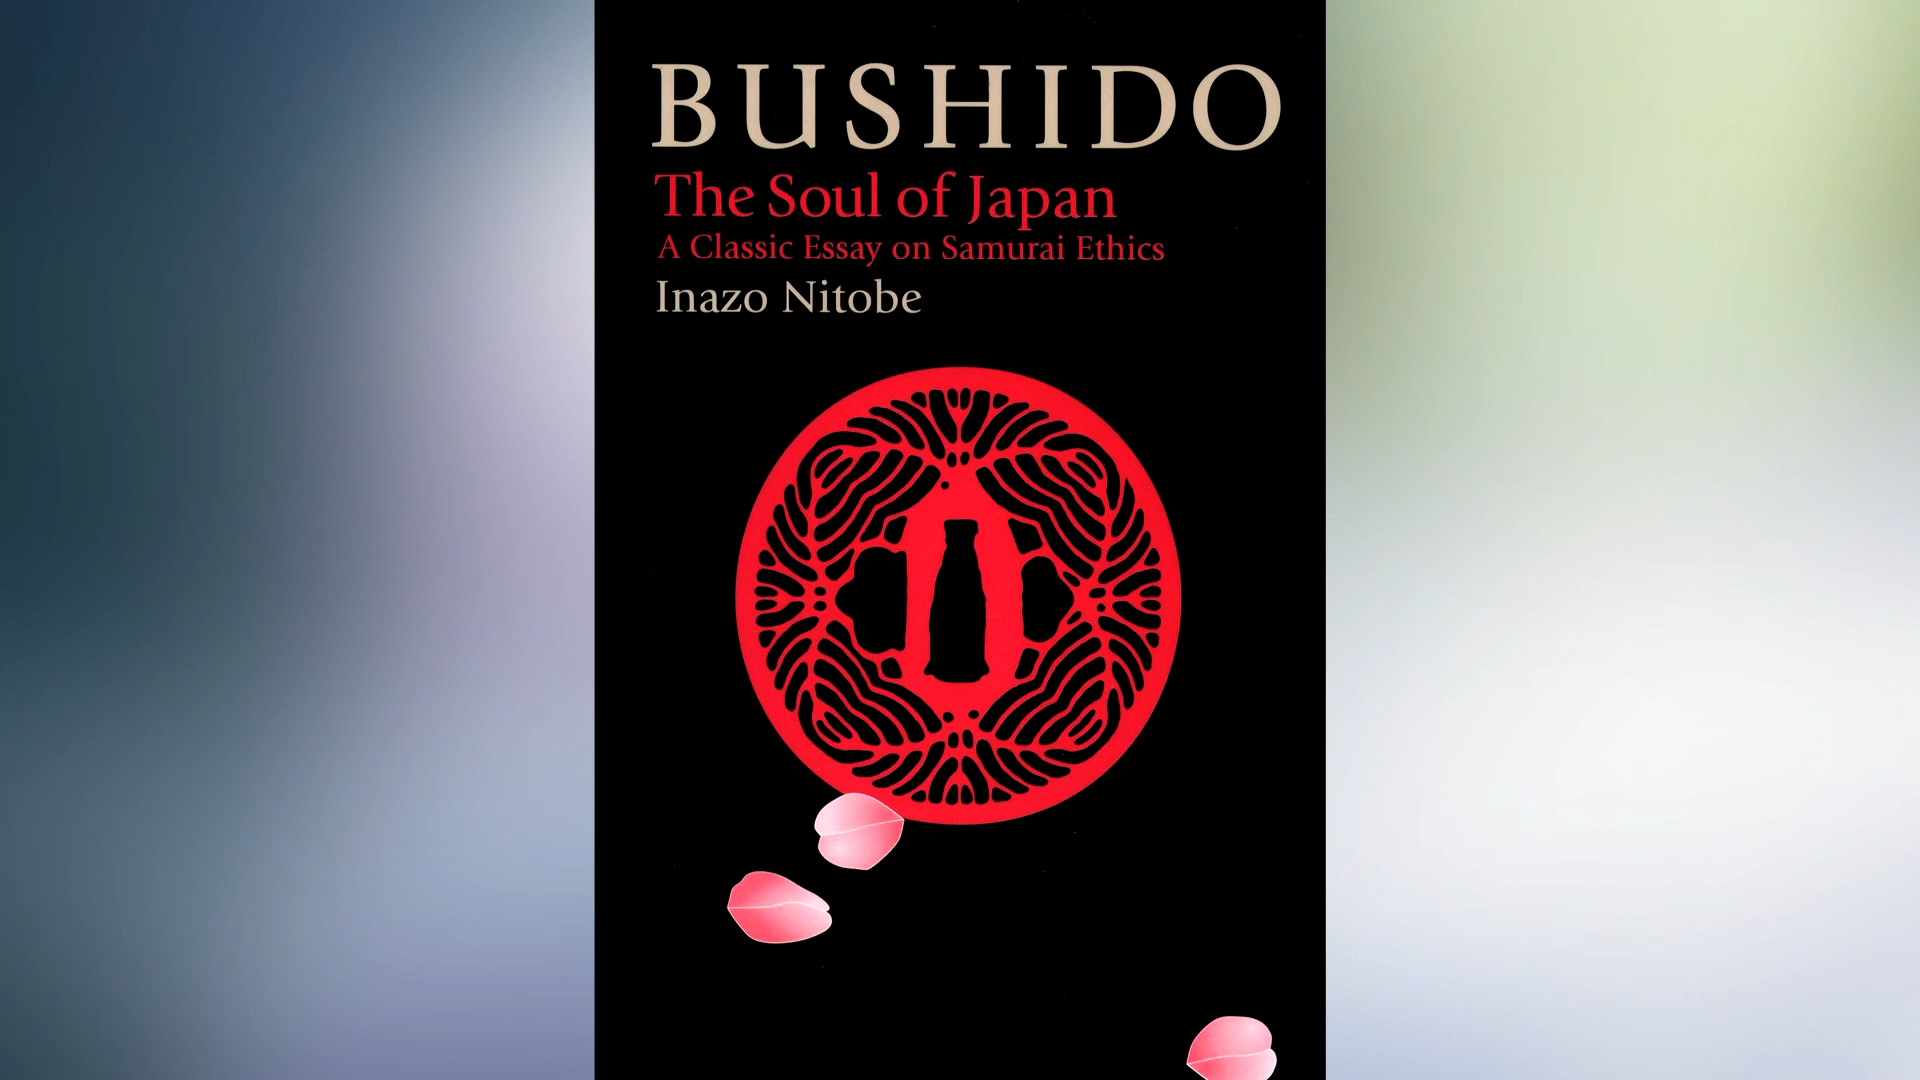 BUSHIDO
The Soul of Japan
A Classic Essay on Samurai Ethics
Inazo Nitobe